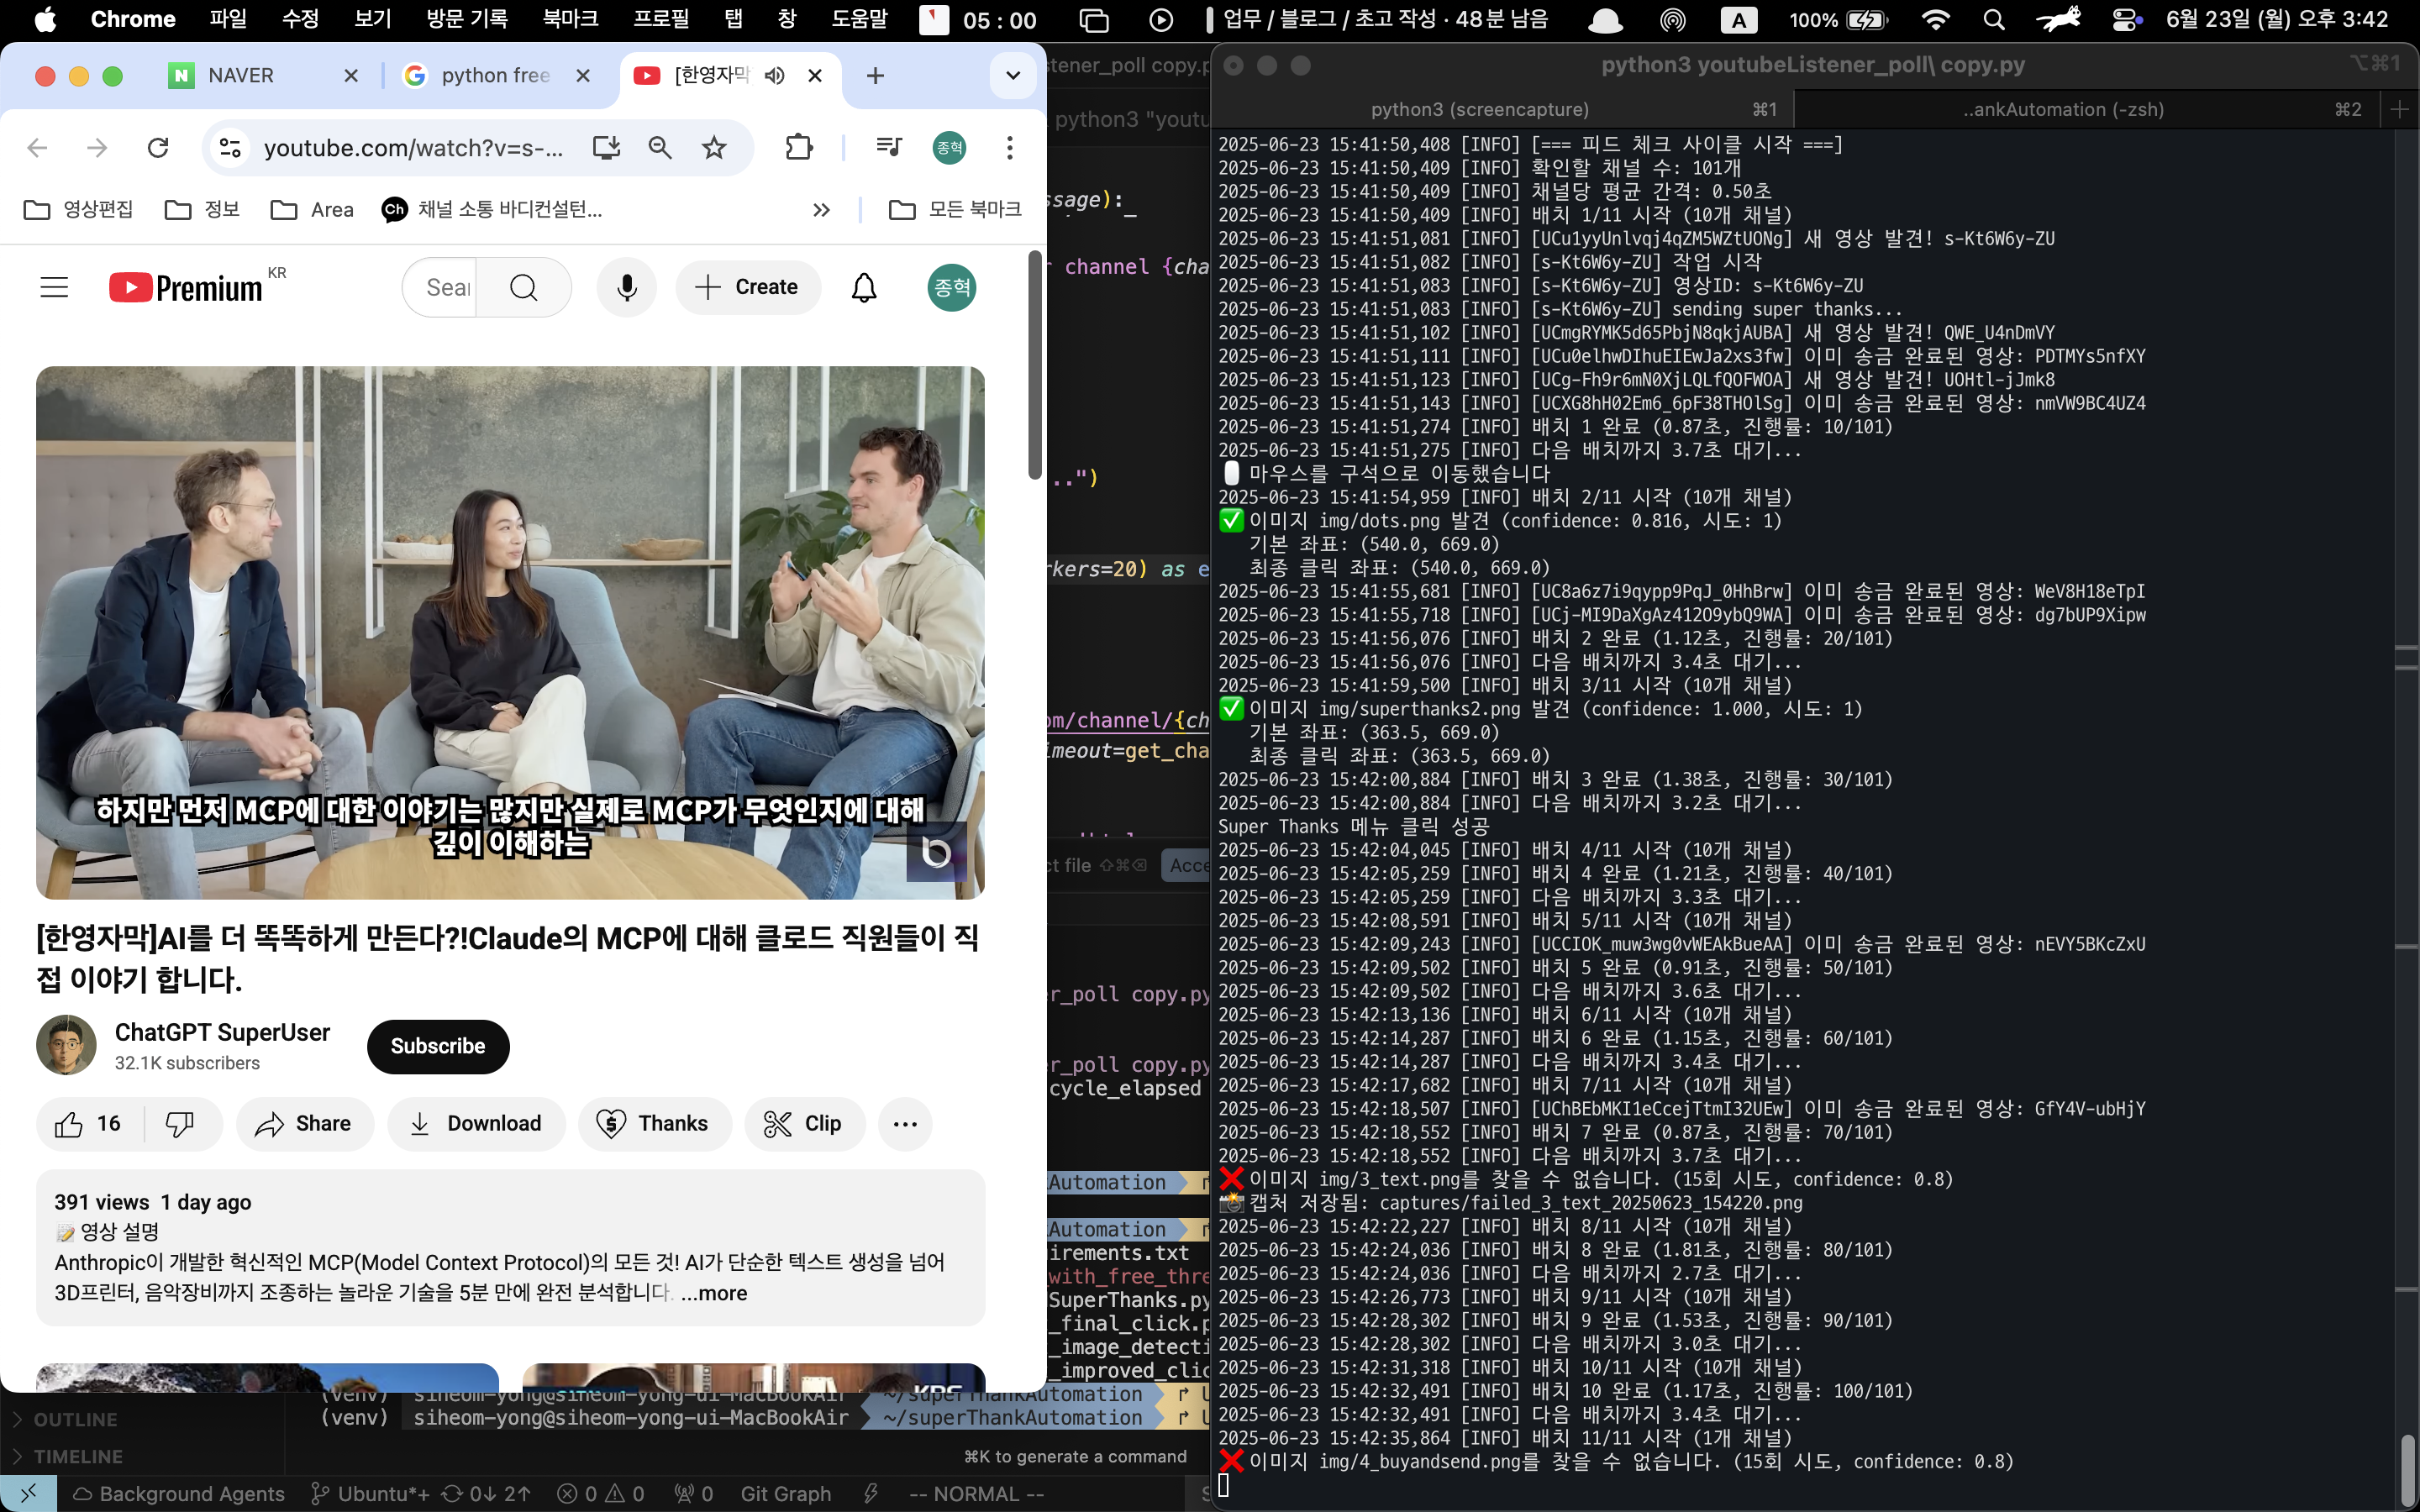 Chrome 파일 수정 보기 방문 기록 북마크 프로필 탭 창 도움말 05 : 00 업무 / 블로그 / 초고 작성 · 48분 남음 A 100% 6월 23일 (월) 오후 3:42
N NAVER
python free
[한영자막
youtube.com/watch?v=s-...
종혁
영상편집 정보 Area Ch 채널 소통 바디컨설턴... » 모든 북마크
Premium KR
Sear
Create
종혁
하지만 먼저 MCP에 대한 이야기는 많지만 실제로 MCP가 무엇인지에 대해
깊이 이해하는
b
[한영자막]AI를 더 똑똑하게 만든다?!Claude의 MCP에 대해 클로드 직원들이 직
접 이야기 합니다.
ChatGPT SuperUser
32.1K subscribers
Subscribe
16 Share Download Thanks Clip ...
391 views 1 day ago
📝 영상 설명
Anthropic이 개발한 혁신적인 MCP(Model Context Protocol)의 모든 것! AI가 단순한 텍스트 생성을 넘어
3D프린터, 음악장비까지 조종하는 놀라운 기술을 5분 만에 완전 분석합니다. ...more
stener_poll copy.p
python3 "youtu
ssage):
r channel {cha
..")
rkers=20) as e
om/channel/{ch
imeout=get_cha
ct file ⇧⌘⌫ Acce
er_poll copy.py
er_poll copy.py
cycle_elapsed
Automation
Automation
irements.txt
with_free_thre
SuperThanks.py
_final_click.p
_image_detecti
_improved_clic
(venv) siheom-yong@siheom-yong-ui-MacBookAir ~/superThankAutomation
(venv) siheom-yong@siheom-yong-ui-MacBookAir ~/superThankAutomation
⌘K to generate a command
OUTLINE
TIMELINE
Background Agents Ubuntu*+ 0↓ 2↑ 0 0 0 Git Graph -- NORMAL --
python3 youtubeListener_poll\ copy.py ⌥⌘1
python3 (screencapture) ⌘1 ..ankAutomation (-zsh) ⌘2 +
2025-06-23 15:41:50,408 [INFO] [=== 피드 체크 사이클 시작 ===]
2025-06-23 15:41:50,409 [INFO] 확인할 채널 수: 101개
2025-06-23 15:41:50,409 [INFO] 채널당 평균 간격: 0.50초
2025-06-23 15:41:50,409 [INFO] 배치 1/11 시작 (10개 채널)
2025-06-23 15:41:51,081 [INFO] [UCu1yyUnlvqj4qZM5WZtUONg] 새 영상 발견! s-Kt6W6y-ZU
2025-06-23 15:41:51,082 [INFO] [s-Kt6W6y-ZU] 작업 시작
2025-06-23 15:41:51,083 [INFO] [s-Kt6W6y-ZU] 영상ID: s-Kt6W6y-ZU
2025-06-23 15:41:51,083 [INFO] [s-Kt6W6y-ZU] sending super thanks...
2025-06-23 15:41:51,102 [INFO] [UCmgRYMK5d65PbjN8qkjAUBA] 새 영상 발견! QWE_U4nDmVY
2025-06-23 15:41:51,111 [INFO] [UCu0elhwDIhuEIEwJa2xs3fw] 이미 송금 완료된 영상: PDTMYs5nfXY
2025-06-23 15:41:51,123 [INFO] [UCg-Fh9r6mN0XjLQLfQOFWOA] 새 영상 발견! UOHtl-jJmk8
2025-06-23 15:41:51,143 [INFO] [UCXG8hH02Em6_6pF38THOlSg] 이미 송금 완료된 영상: nmVW9BC4UZ4
2025-06-23 15:41:51,274 [INFO] 배치 1 완료 (0.87초, 진행률: 10/101)
2025-06-23 15:41:51,275 [INFO] 다음 배치까지 3.7초 대기...
마우스를 구석으로 이동했습니다
2025-06-23 15:41:54,959 [INFO] 배치 2/11 시작 (10개 채널)
✅ 이미지 img/dots.png 발견 (confidence: 0.816, 시도: 1)
기본 좌표: (540.0, 669.0)
최종 클릭 좌표: (540.0, 669.0)
2025-06-23 15:41:55,681 [INFO] [UC8a6z7i9qypp9PqJ_0HhBrw] 이미 송금 완료된 영상: WeV8H18eTpI
2025-06-23 15:41:55,718 [INFO] [UCj-MI9DaXgAz412O9ybQ9WA] 이미 송금 완료된 영상: dg7bUP9Xipw
2025-06-23 15:41:56,076 [INFO] 배치 2 완료 (1.12초, 진행률: 20/101)
2025-06-23 15:41:56,076 [INFO] 다음 배치까지 3.4초 대기...
2025-06-23 15:41:59,500 [INFO] 배치 3/11 시작 (10개 채널)
✅ 이미지 img/superthanks2.png 발견 (confidence: 1.000, 시도: 1)
기본 좌표: (363.5, 669.0)
최종 클릭 좌표: (363.5, 669.0)
2025-06-23 15:42:00,884 [INFO] 배치 3 완료 (1.38초, 진행률: 30/101)
2025-06-23 15:42:00,884 [INFO] 다음 배치까지 3.2초 대기...
Super Thanks 메뉴 클릭 성공
2025-06-23 15:42:04,045 [INFO] 배치 4/11 시작 (10개 채널)
2025-06-23 15:42:05,259 [INFO] 배치 4 완료 (1.21초, 진행률: 40/101)
2025-06-23 15:42:05,259 [INFO] 다음 배치까지 3.3초 대기...
2025-06-23 15:42:08,591 [INFO] 배치 5/11 시작 (10개 채널)
2025-06-23 15:42:09,243 [INFO] [UCCIOK_muw3wg0vWEAkBueAA] 이미 송금 완료된 영상: nEVY5BKcZxU
2025-06-23 15:42:09,502 [INFO] 배치 5 완료 (0.91초, 진행률: 50/101)
2025-06-23 15:42:09,502 [INFO] 다음 배치까지 3.6초 대기...
2025-06-23 15:42:13,136 [INFO] 배치 6/11 시작 (10개 채널)
2025-06-23 15:42:14,287 [INFO] 배치 6 완료 (1.15초, 진행률: 60/101)
2025-06-23 15:42:14,287 [INFO] 다음 배치까지 3.4초 대기...
2025-06-23 15:42:17,682 [INFO] 배치 7/11 시작 (10개 채널)
2025-06-23 15:42:18,507 [INFO] [UChBEbMKI1eCcejTtmI32UEw] 이미 송금 완료된 영상: GfY4V-ubHjY
2025-06-23 15:42:18,552 [INFO] 배치 7 완료 (0.87초, 진행률: 70/101)
2025-06-23 15:42:18,552 [INFO] 다음 배치까지 3.7초 대기...
❌ 이미지 img/3_text.png를 찾을 수 없습니다. (15회 시도, confidence: 0.8)
📸 캡처 저장됨: captures/failed_3_text_20250623_154220.png
2025-06-23 15:42:22,227 [INFO] 배치 8/11 시작 (10개 채널)
2025-06-23 15:42:24,036 [INFO] 배치 8 완료 (1.81초, 진행률: 80/101)
2025-06-23 15:42:24,036 [INFO] 다음 배치까지 2.7초 대기...
2025-06-23 15:42:26,773 [INFO] 배치 9/11 시작 (10개 채널)
2025-06-23 15:42:28,302 [INFO] 배치 9 완료 (1.53초, 진행률: 90/101)
2025-06-23 15:42:28,302 [INFO] 다음 배치까지 3.0초 대기...
2025-06-23 15:42:31,318 [INFO] 배치 10/11 시작 (10개 채널)
2025-06-23 15:42:32,491 [INFO] 배치 10 완료 (1.17초, 진행률: 100/101)
2025-06-23 15:42:32,491 [INFO] 다음 배치까지 3.4초 대기...
2025-06-23 15:42:35,864 [INFO] 배치 11/11 시작 (1개 채널)
❌ 이미지 img/4_buyandsend.png를 찾을 수 없습니다. (15회 시도, confidence: 0.8)